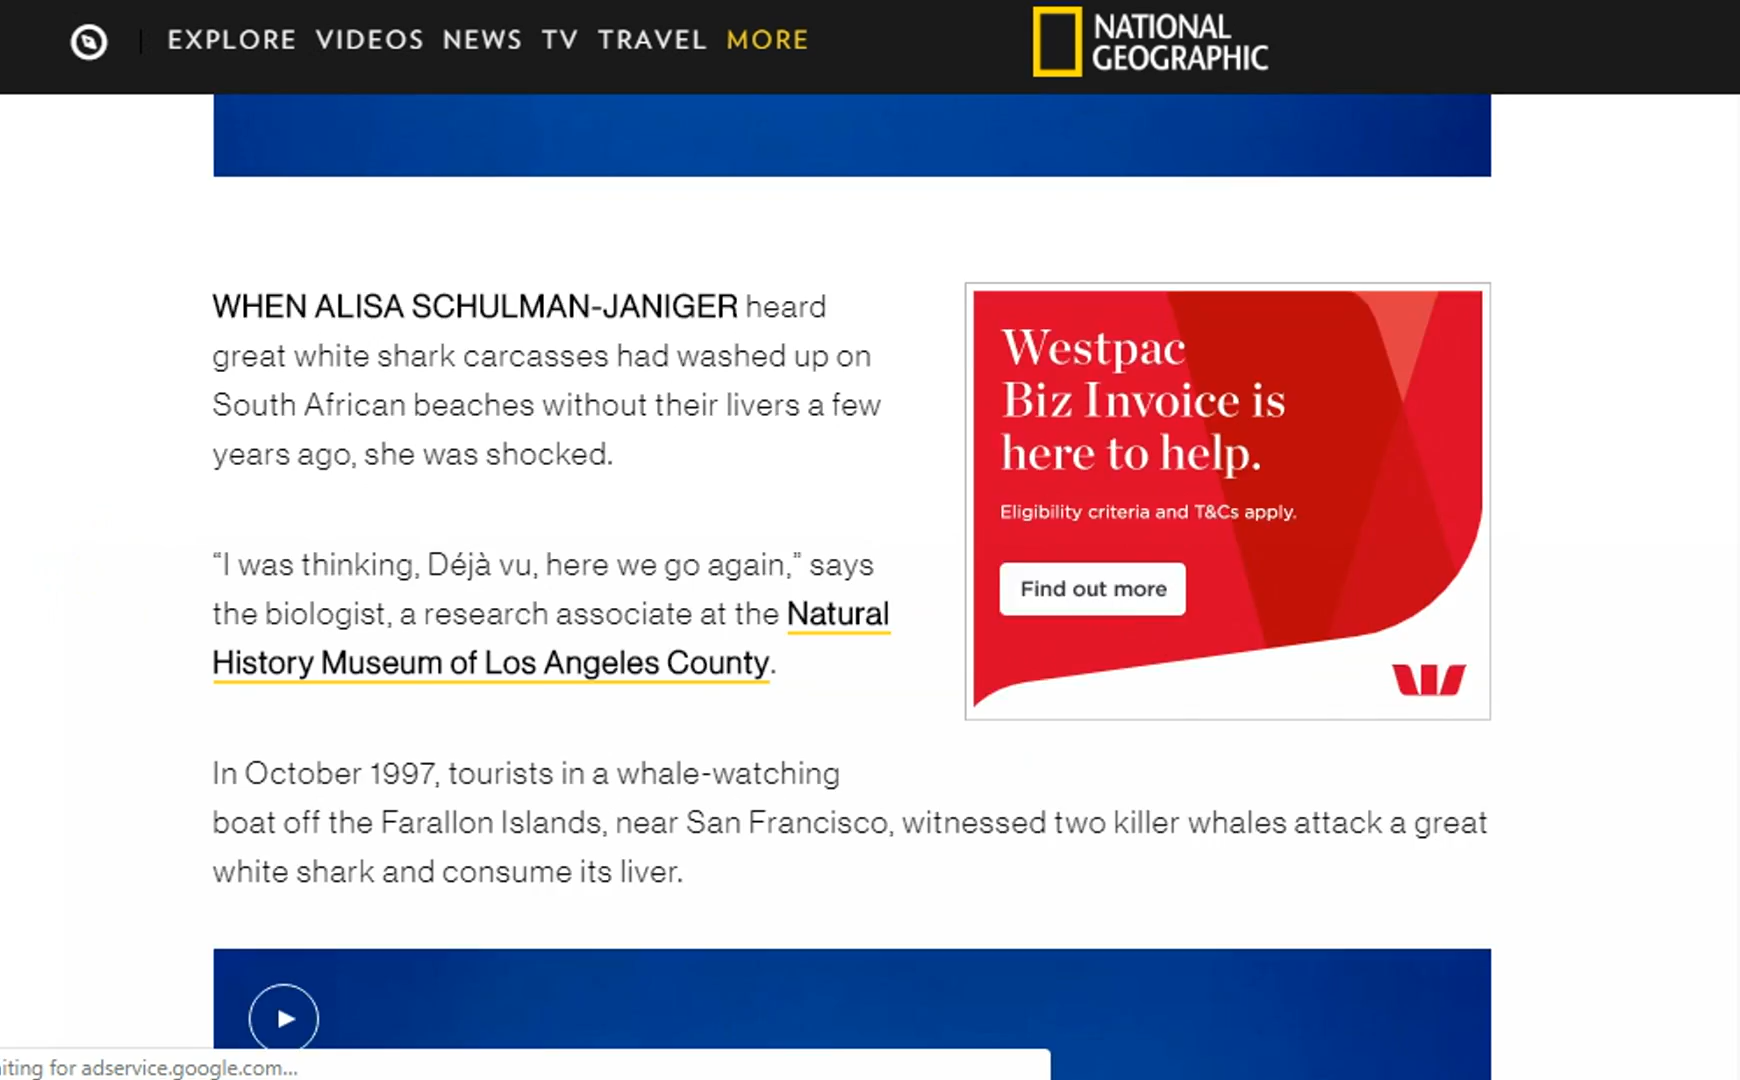 EXPLORE VIDEOS NEWS TV TRAVEL MORE
NATIONAL
GEOGRAPHIC
WHEN ALISA SCHULMAN-JANIGER heard
great white shark carcasses had washed up on
South African beaches without their livers a few
years ago, she was shocked.
“I was thinking, Déjà vu, here we go again,” says
the biologist, a research associate at the Natural
History Museum of Los Angeles County.
Westpac
Biz Invoice is
here to help.
Eligibility criteria and T&Cs apply.
Find out more
In October 1997, tourists in a whale-watching
boat off the Farallon Islands, near San Francisco, witnessed two killer whales attack a great
white shark and consume its liver.
for adservice.google.com...